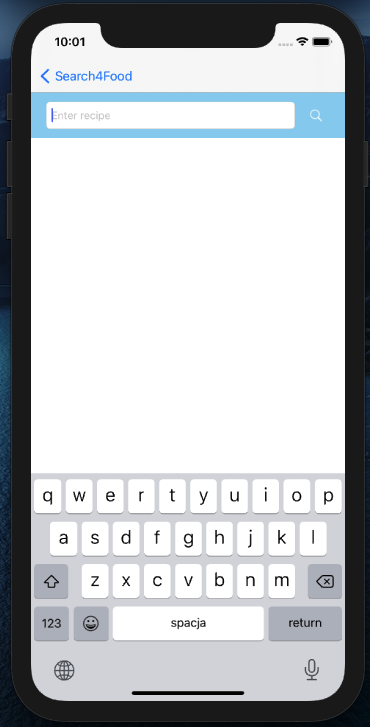 10:01
Search4Food
Enter recipe
q w e r t y u i o p
a s d f g h j k l
z x c v b n m
123 spacja return